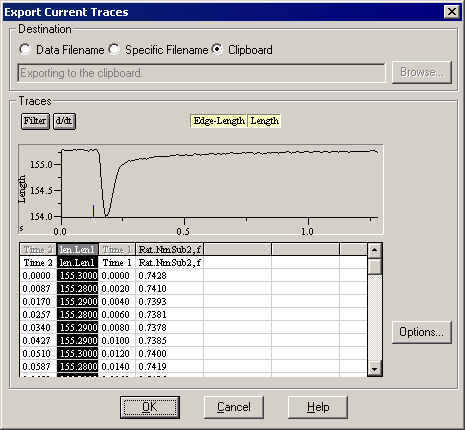 Export Current Traces
Destination
Data Filename Specific Filename Clipboard
Exporting to the clipboard. Browse...
Traces
Filter d/dt Edge-Length Length
155.0
154.5
154.0
Length
s 0.0 0.5 1.0
Time 2 len.Len1 Time 1 Rat.NmSub2,f
Time 2 len.Len1 Time 1 Rat.NmSub2,f
0.0000 155.3000 0.0000 0.7428
0.0087 155.2800 0.0020 0.7410
0.0170 155.2900 0.0040 0.7393
0.0257 155.2800 0.0060 0.7381
0.0340 155.2900 0.0080 0.7378
0.0427 155.2900 0.0100 0.7385
0.0510 155.3000 0.0120 0.7400
0.0587 155.2800 0.0140 0.7419
Options...
OK Cancel Help